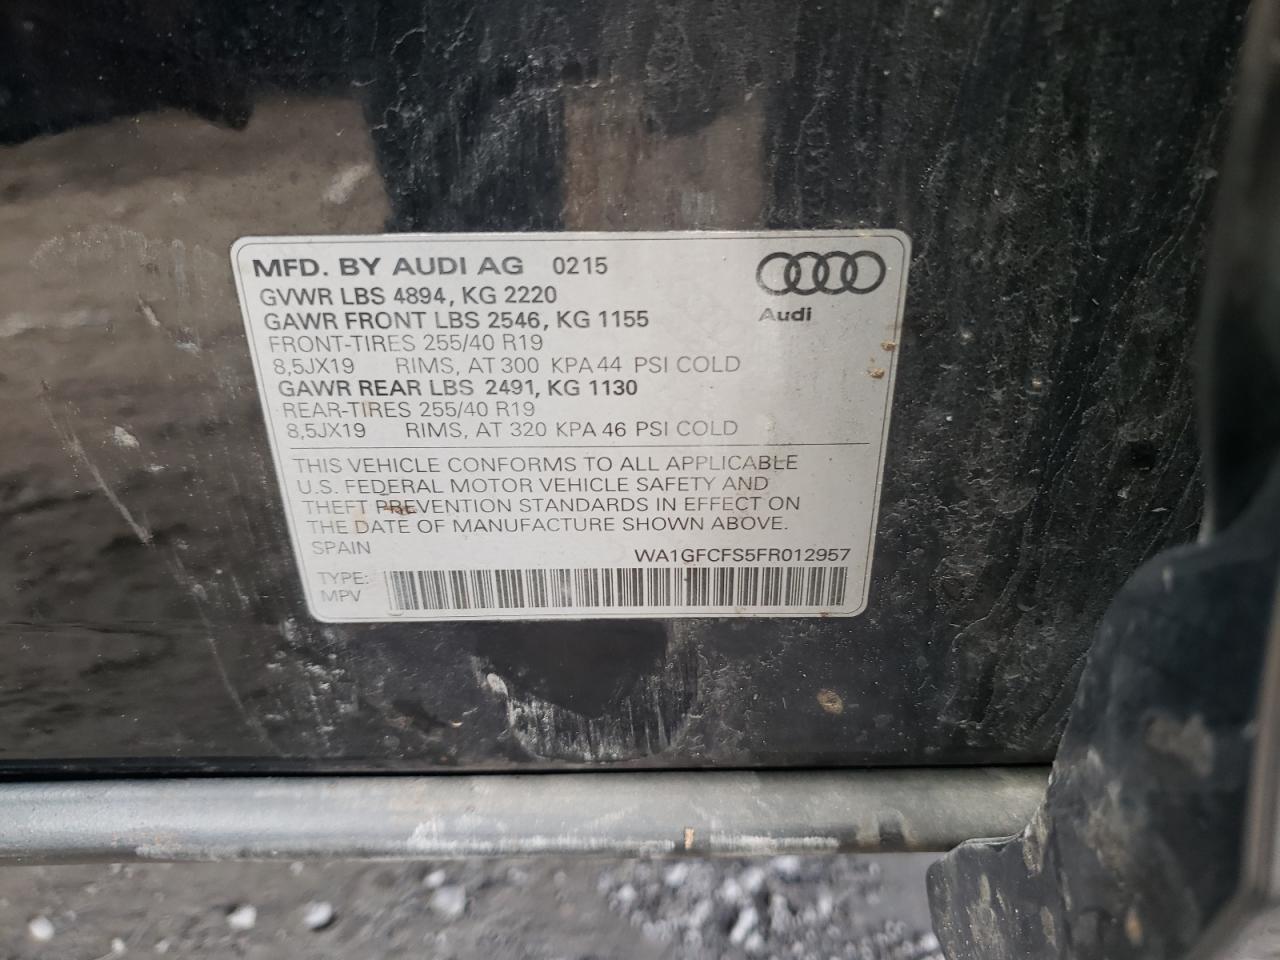 MFD. BY AUDI AG 0215
GVWR LBS 4894, KG 2220
GAWR FRONT LBS 2546, KG 1155
FRONT-TIRES 255/40 R19
8,5JX19 RIMS, AT 300 KPA 44 PSI COLD
GAWR REAR LBS 2491, KG 1130
REAR-TIRES 255/40 R19
8,5JX19 RIMS, AT 320 KPA 46 PSI COLD
Audi
THIS VEHICLE CONFORMS TO ALL APPLICABLE
U.S. FEDERAL MOTOR VEHICLE SAFETY AND
THEFT PREVENTION STANDARDS IN EFFECT ON
THE DATE OF MANUFACTURE SHOWN ABOVE.
SPAIN WA1GFCFS5FR012957
TYPE:
MPV